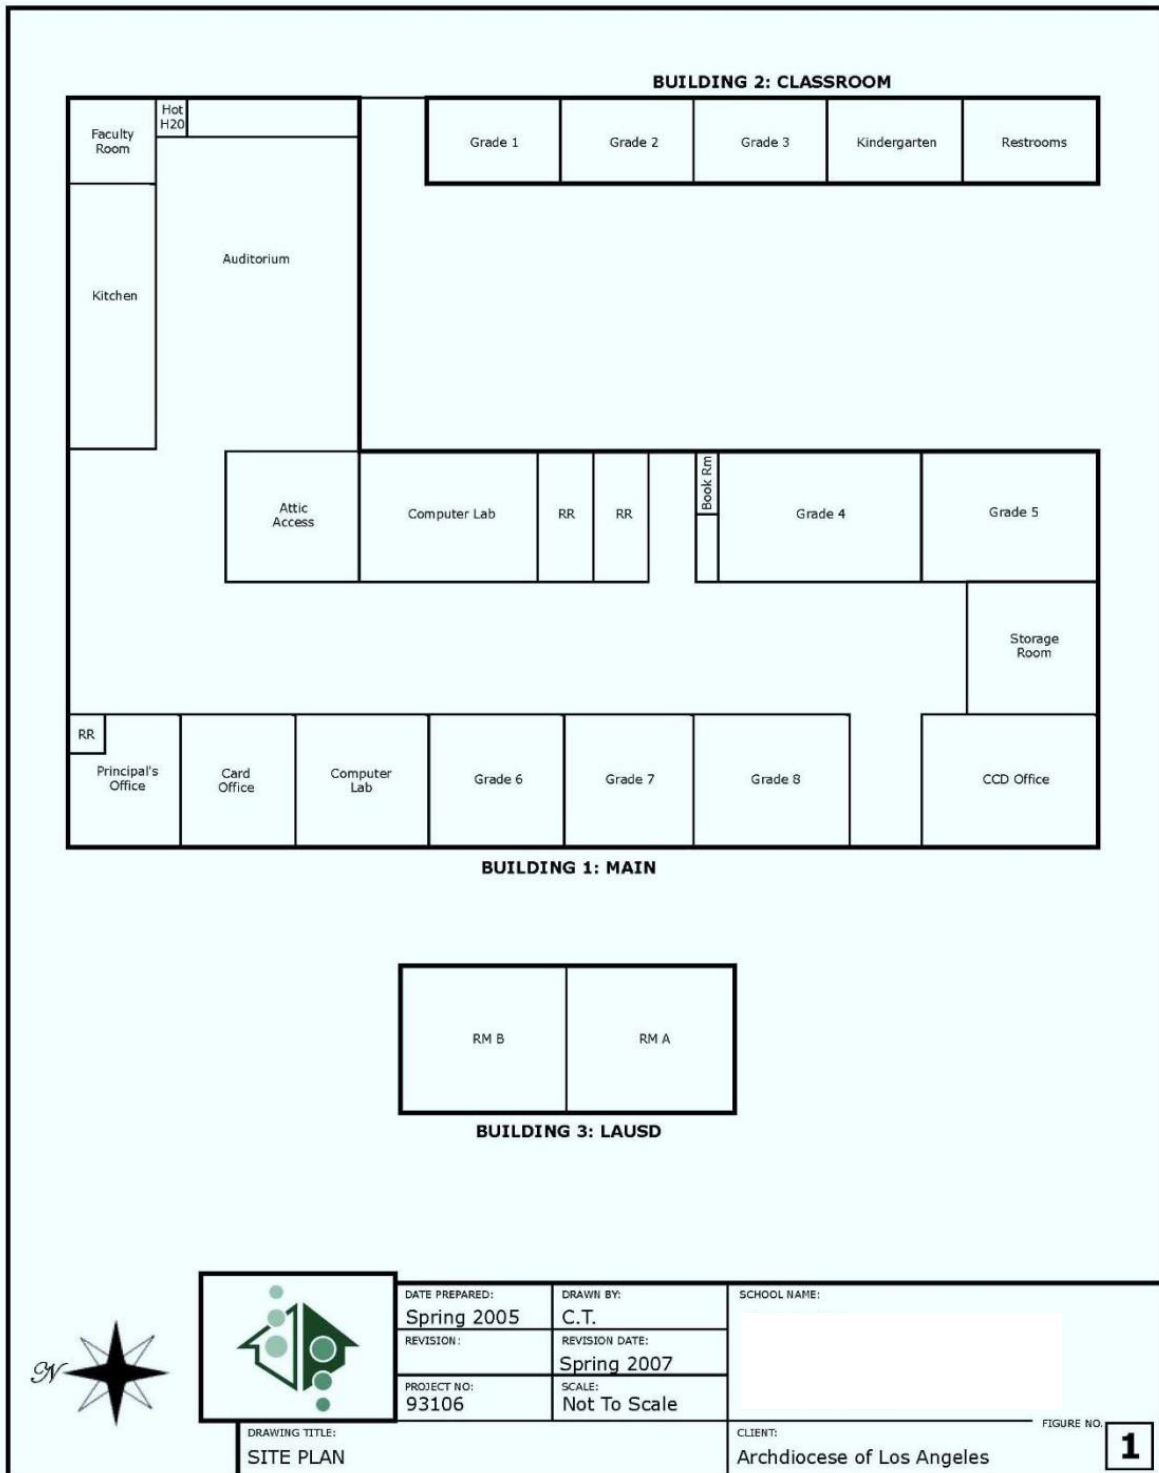 BUILDING 2: CLASSROOM
Faculty
Room
Hot
H20
Grade 1
Grade 2
Grade 3
Kindergarten
Restrooms
Auditorium
Kitchen
Attic
Access
Computer Lab
RR
RR
Book Rm
Grade 4
Grade 5
Storage
Room
RR
Principal's
Office
Card
Office
Computer
Lab
Grade 6
Grade 7
Grade 8
CCD Office
BUILDING 1: MAIN
RM B
RM A
BUILDING 3: LAUSD
N
DATE PREPARED:
Spring 2005
DRAWN BY:
C.T.
SCHOOL NAME:
REVISION:
REVISION DATE:
Spring 2007
PROJECT NO:
93106
SCALE:
Not To Scale
DRAWING TITLE:
SITE PLAN
CLIENT:
Archdiocese of Los Angeles
FIGURE NO.
1